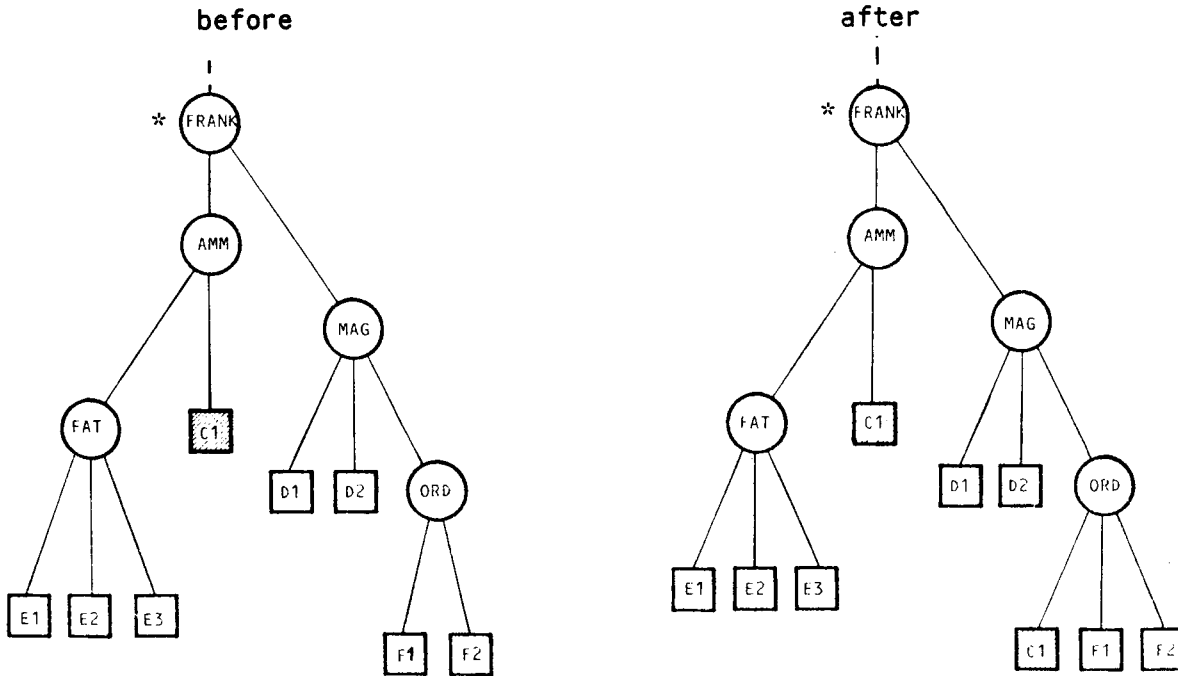 before
after
* FRANK
* FRANK
AMM
AMM
MAG
MAG
FAT
C1
FAT
C1
D1 D2 ORD
D1 D2 ORD
E1 E2 E3
E1 E2 E3
F1 F2
C1 F1 F2